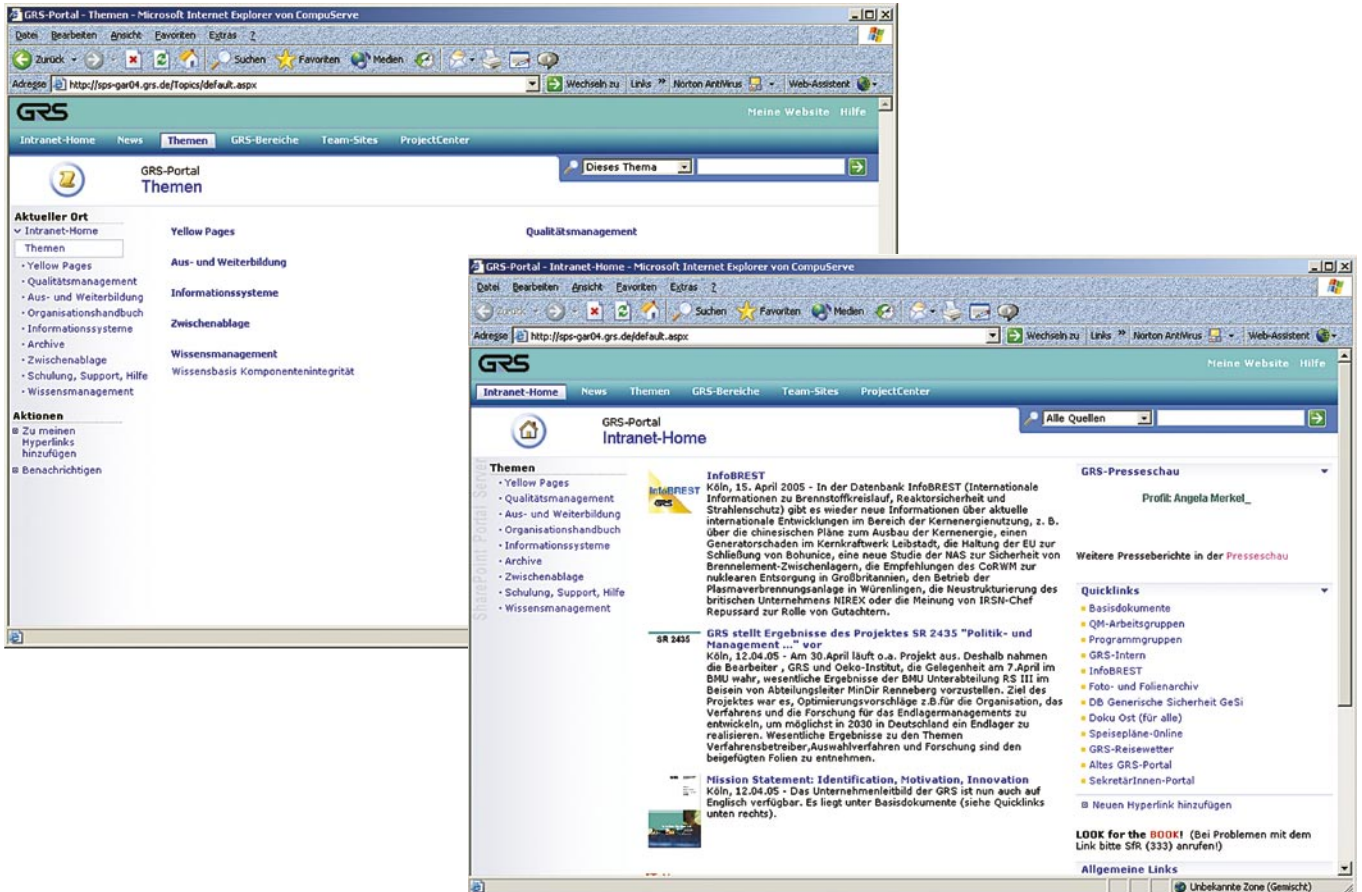 GRS-Portal - Themen - Microsoft Internet Explorer von CompuServe
Datei Bearbeiten Ansicht Favoriten Extras ?
Zurück Suchen Favoriten Medien
Adresse http://sps-gar04.grs.de/Topics/default.aspx Wechseln zu Links » Norton AntiVirus Web-Assistent
GRS
Meine Website Hilfe
Intranet-Home News Themen GRS-Bereiche Team-Sites ProjectCenter
Dieses Thema
GRS-Portal
Themen
Aktueller Ort
Intranet-Home
Themen
· Yellow Pages
· Qualitätsmanagement
· Aus- und Weiterbildung
· Organisationshandbuch
· Informationssysteme
· Archive
· Zwischenablage
· Schulung, Support, Hilfe
· Wissensmanagement
Aktionen
Zu meinen
Hyperlinks
hinzufügen
Benachrichtigen
Yellow Pages
Qualitätsmanagement
Aus- und Weiterbildung
Informationssysteme
Zwischenablage
Wissensmanagement
Wissensbasis Komponentenintegrität
GRS-Portal - Intranet-Home - Microsoft Internet Explorer von CompuServe
Datei Bearbeiten Ansicht Favoriten Extras ?
Zurück Suchen Favoriten Medien
Adresse http://sps-gar04.grs.de/default.aspx Wechseln zu Links » Norton AntiVirus Web-Assistent
GRS
Meine Website Hilfe
Intranet-Home News Themen GRS-Bereiche Team-Sites ProjectCenter
Alle Quellen
GRS-Portal
Intranet-Home
SharePoint Portal Server
Themen
· Yellow Pages
· Qualitätsmanagement
· Aus- und Weiterbildung
· Organisationshandbuch
· Informationssysteme
· Archive
· Zwischenablage
· Schulung, Support, Hilfe
· Wissensmanagement
InfoBREST
GRS
InfoBREST
Köln, 15. April 2005 - In der Datenbank InfoBREST (Internationale
Informationen zu Brennstoffkreislauf, Reaktorsicherheit und
Strahlenschutz) gibt es wieder neue Informationen über aktuelle
internationale Entwicklungen im Bereich der Kernenergienutzung, z. B.
über die chinesischen Pläne zum Ausbau der Kernenergie, einen
Generatorschaden im Kernkraftwerk Leibstadt, die Haltung der EU zur
Schließung von Bohunice, eine neue Studie der NAS zur Sicherheit von
Brennelement-Zwischenlagern, die Empfehlungen des CoRWM zur
nuklearen Entsorgung in Großbritannien, den Betrieb der
Plasmaverbrennungsanlage in Würenlingen, die Neustrukturierung des
britischen Unternehmens NIREX oder die Meinung von IRSN-Chef
Repussard zur Rolle von Gutachtern.
SR 2435
GRS stellt Ergebnisse des Projektes SR 2435 "Politik- und
Management ..." vor
Köln, 12.04.05 - Am 30.April läuft o.a. Projekt aus. Deshalb nahmen
die Bearbeiter , GRS und Oeko-Institut, die Gelegenheit am 7.April im
BMU wahr, wesentliche Ergebnisse der BMU Unterabteilung RS III im
Beisein von Abteilungsleiter MinDir Renneberg vorzustellen. Ziel des
Projektes war es, Optimierungsvorschläge z.B.für die Organisation, das
Verfahrens und die Forschung für das Endlagermanagements zu
entwickeln, um möglichst in 2030 in Deutschland ein Endlager zu
realisieren. Wesentliche Ergebnisse zu den Themen
Verfahrensbetreiber,Auswahlverfahren und Forschung sind den
beigefügten Folien zu entnehmen.
Mission Statement: Identification, Motivation, Innovation
Köln, 12.04.05 - Das Unternehmensleitbild der GRS ist nun auch auf
Englisch verfügbar. Es liegt unter Basisdokumente (siehe Quicklinks
unten rechts).
GRS-Presseschau
Profil: Angela Merkel_
Weitere Presseberichte in der Presseschau
Quicklinks
Basisdokumente
QM-Arbeitsgruppen
Programmgruppen
GRS-Intern
InfoBREST
Foto- und Folienarchiv
DB Generische Sicherheit GeSi
Doku Ost (für alle)
Speisepläne-Online
GRS-Reisewetter
Altes GRS-Portal
SekretärInnen-Portal
Neuen Hyperlink hinzufügen
LOOK for the BOOK! (Bei Problemen mit dem
Link bitte SfR (333) anrufen!)
Allgemeine Links
Unbekannte Zone (Gemischt)